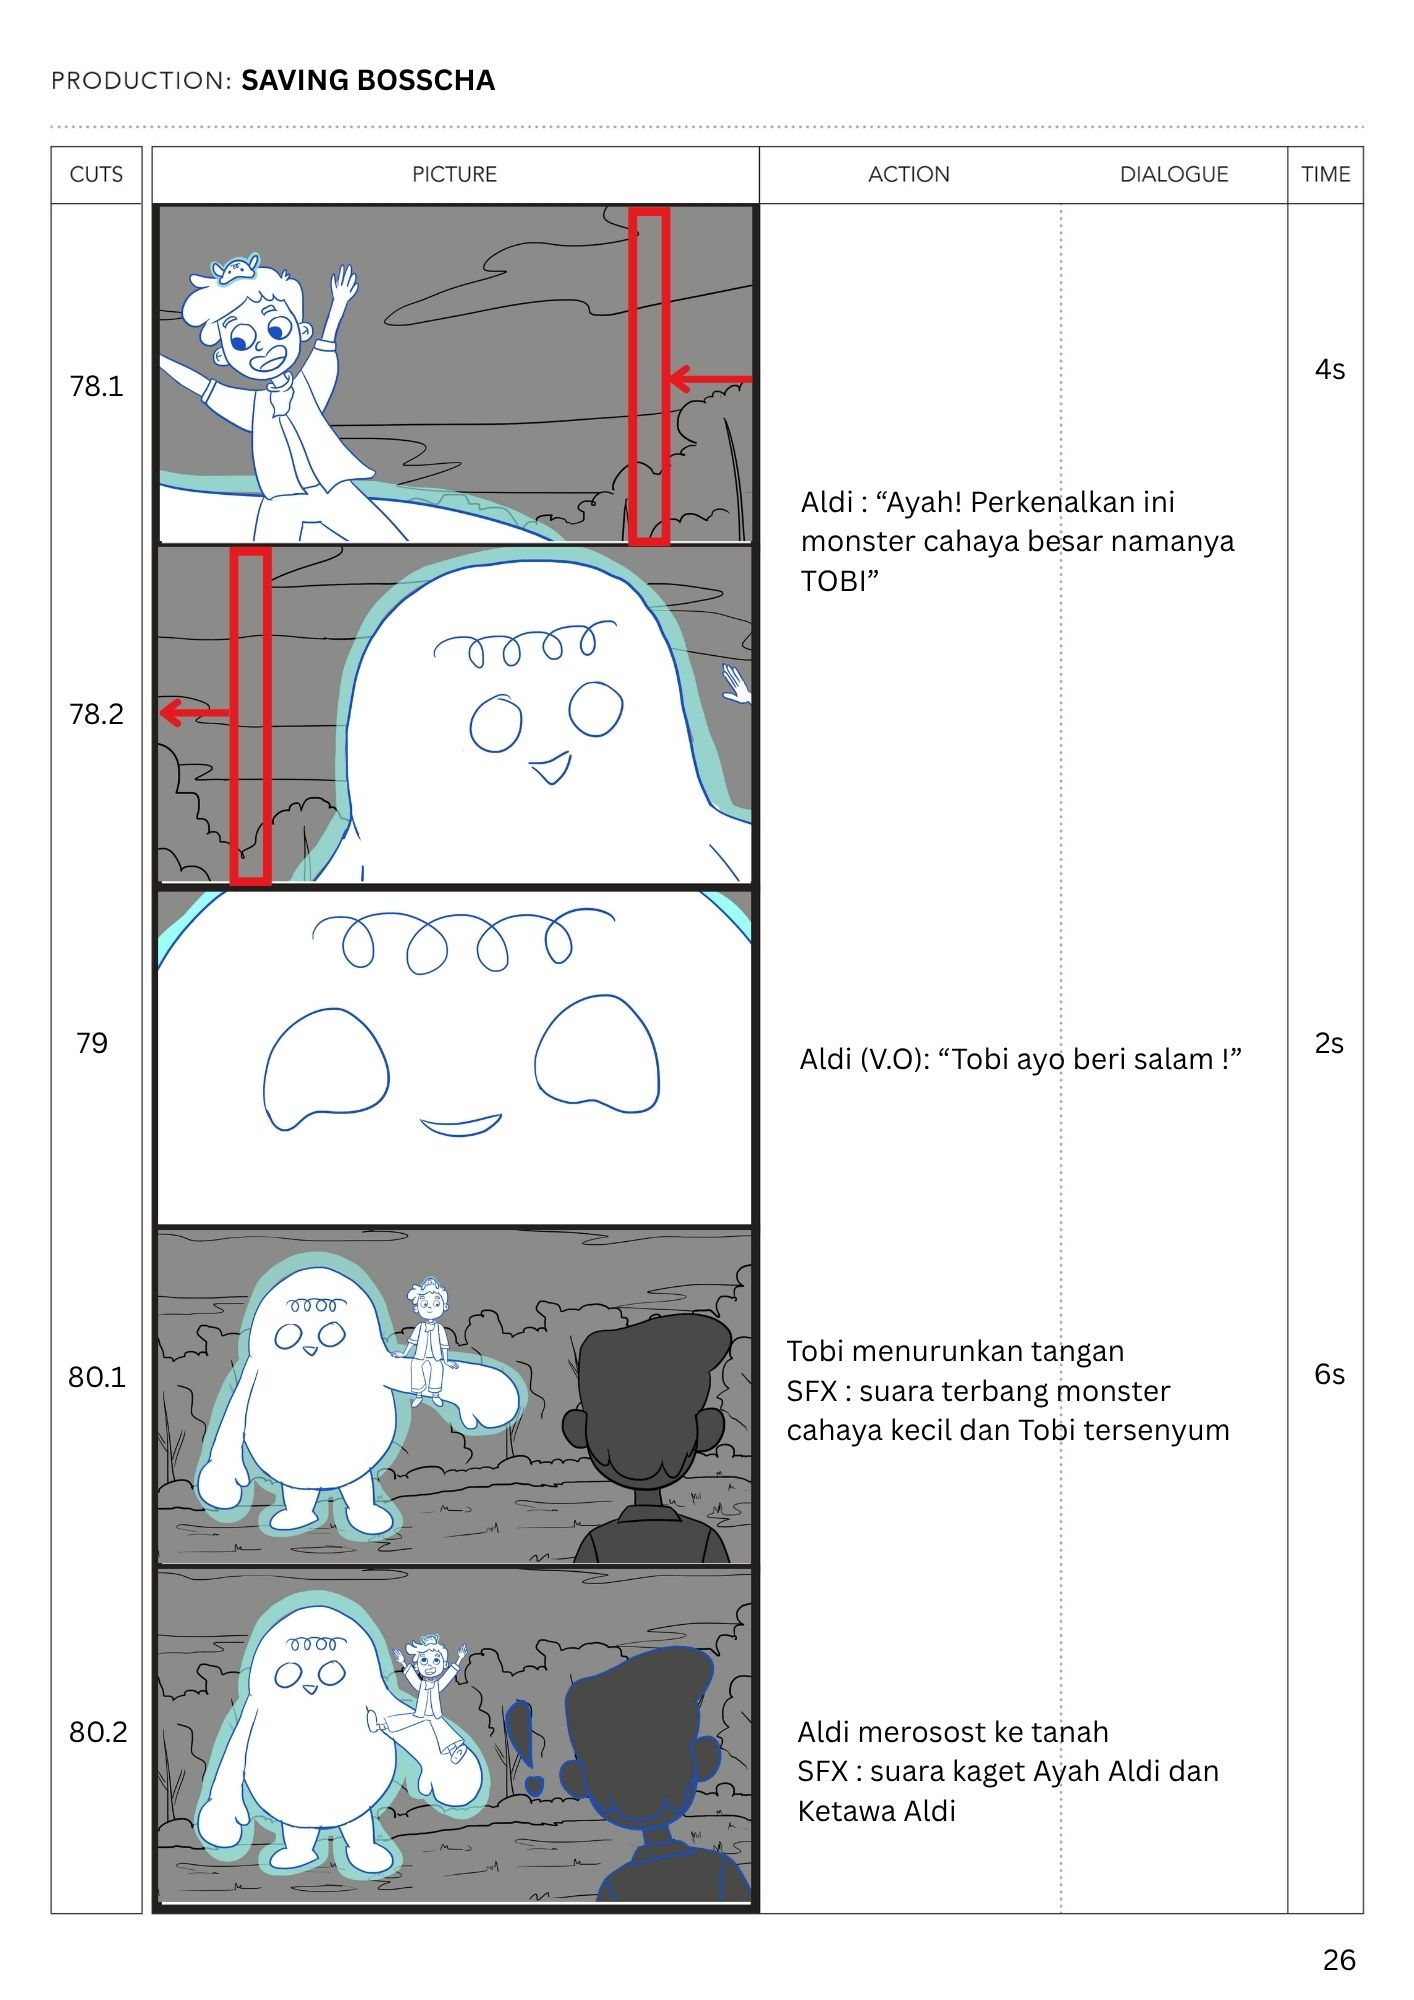 PRODUCTION: SAVING BOSSCHA
CUTS
PICTURE
ACTION
DIALOGUE
TIME
78.1
4s
Aldi : “Ayah! Perkenalkan ini
monster cahaya besar namanya
TOBI”
78.2
79
Aldi (V.O): “Tobi ayo beri salam !”
2s
80.1
Tobi menurunkan tangan
SFX : suara terbang monster
cahaya kecil dan Tobi tersenyum
6s
!
80.2
Aldi merosost ke tanah
SFX : suara kaget Ayah Aldi dan
Ketawa Aldi
26